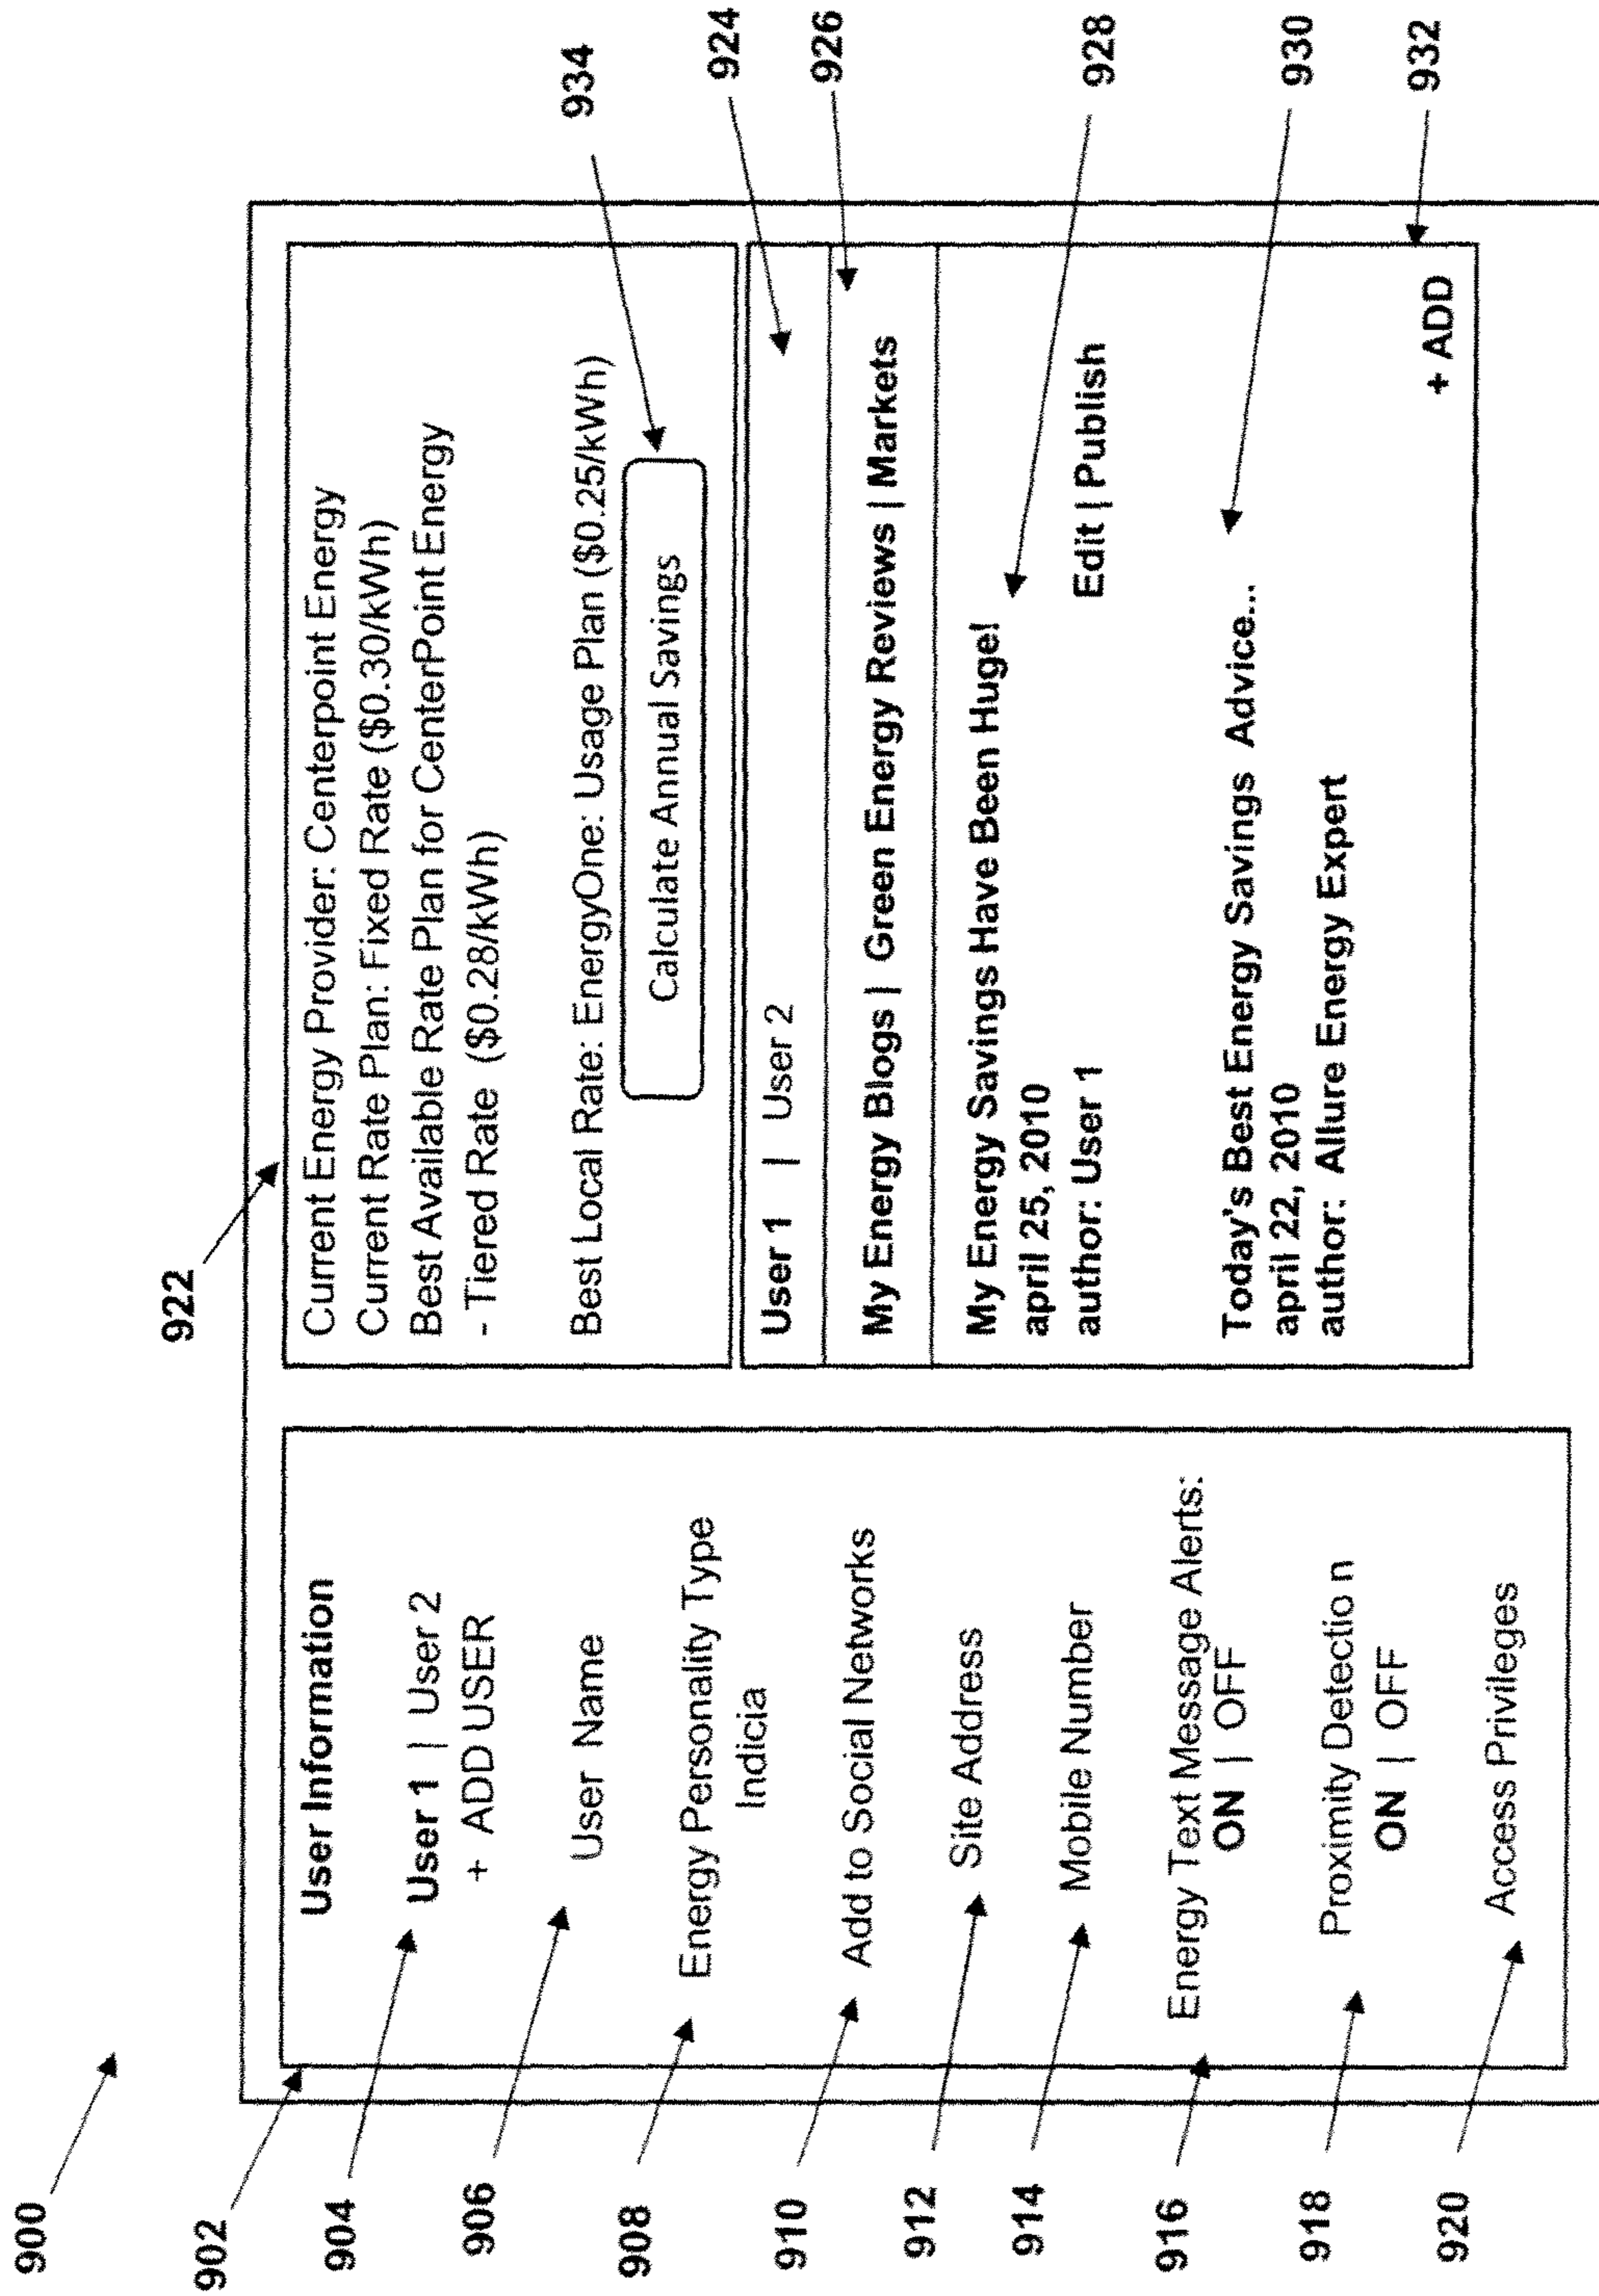 900
902
904
906
908
910
912
914
916
918
920
User Information
User 1 | User 2
+ ADD USER
User Name
Energy Personality Type
Indicia
Add to Social Networks
Site Address
Mobile Number
Energy Text Message Alerts:
ON | OFF
Proximity Detectio n
ON | OFF
Access Privileges
922
Current Energy Provider: Centerpoint Energy
Current Rate Plan: Fixed Rate ($0.30/kWh)
Best Available Rate Plan for CenterPoint Energy
- Tiered Rate ($0.28/kWh)
Best Local Rate: EnergyOne: Usage Plan ($0.25/kWh)
Calculate Annual Savings
User 1 | User 2
My Energy Blogs | Green Energy Reviews | Markets
My Energy Savings Have Been Huge!
april 25, 2010
author: User 1 Edit | Publish
Today's Best Energy Savings Advice...
april 22, 2010
author: Allure Energy Expert
+ ADD
934
924
926
928
930
932